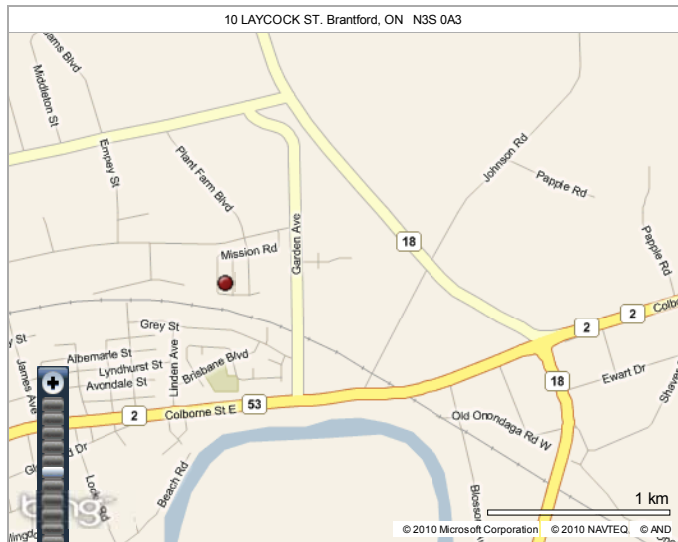 10 LAYCOCK ST. Brantford, ON N3S 0A3
Middleton St
Empey St
Plant Farm Blvd
Johnson Rd
Papple Rd
Papple Rd
Mission Rd
Garden Ave
18
2
2
Grey St
Albemarle St
Lyndhurst St
Avondale St
James Ave
Linden Ave
Brisbane Blvd
53
2
Colborne St E
18
Ewart Dr
Old Onondaga Rd W
Beach Rd
bing
1 km
© 2010 Microsoft Corporation © 2010 NAVTEQ © AND